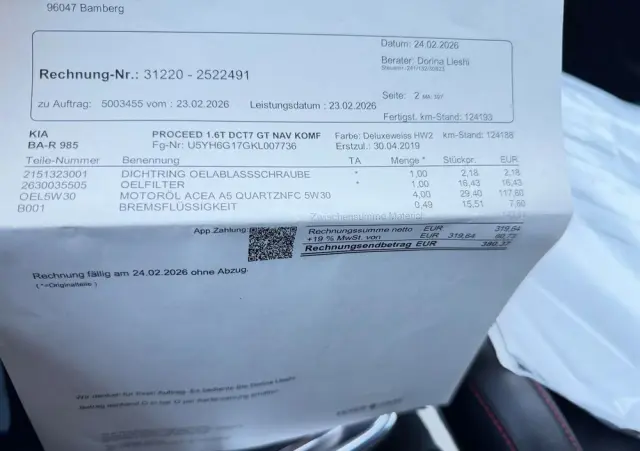 96047 Bamberg
Datum: 24.02.2026
Berater: Dorina Lieshi
Rechnung-Nr.: 31220 - 2522491
Seite: 2
zu Auftrag: 5003455 vom : 23.02.2026 Leistungsdatum : 23.02.2026
Fertigst. km-Stand: 124193
KIA PROCEED 1.6T DCT7 GT NAV KOMF Farbe: Deluxeweiss HW2 km-Stand: 124188
BA-R 985 Fg-Nr.: U5YH6G17GKL007736 Erstzul.: 30.04.2019
Teile-Nummer Benennung TA Menge * Stückpr. EUR
2151323001 DICHTRING OELABLASSSCHRAUBE * 1,00 2,18 2,18
2630035505 OELFILTER * 1,00 16,43 16,43
OEL5W30 MOTORÖL ACEA A5 QUARTZNFC 5W30 4,00 29,40 117,60
B001 BREMSFLÜSSIGKEIT 0,49 15,51 7,60
Zwischensumme Material
App Zahlung
Rechnungssumme netto EUR 319,64
+19 % MwSt. von EUR 319,64
Rechnungsendbetrag EUR 380,37
Rechnung fällig am 24.02.2026 ohne Abzug.
( *=Originalteile )